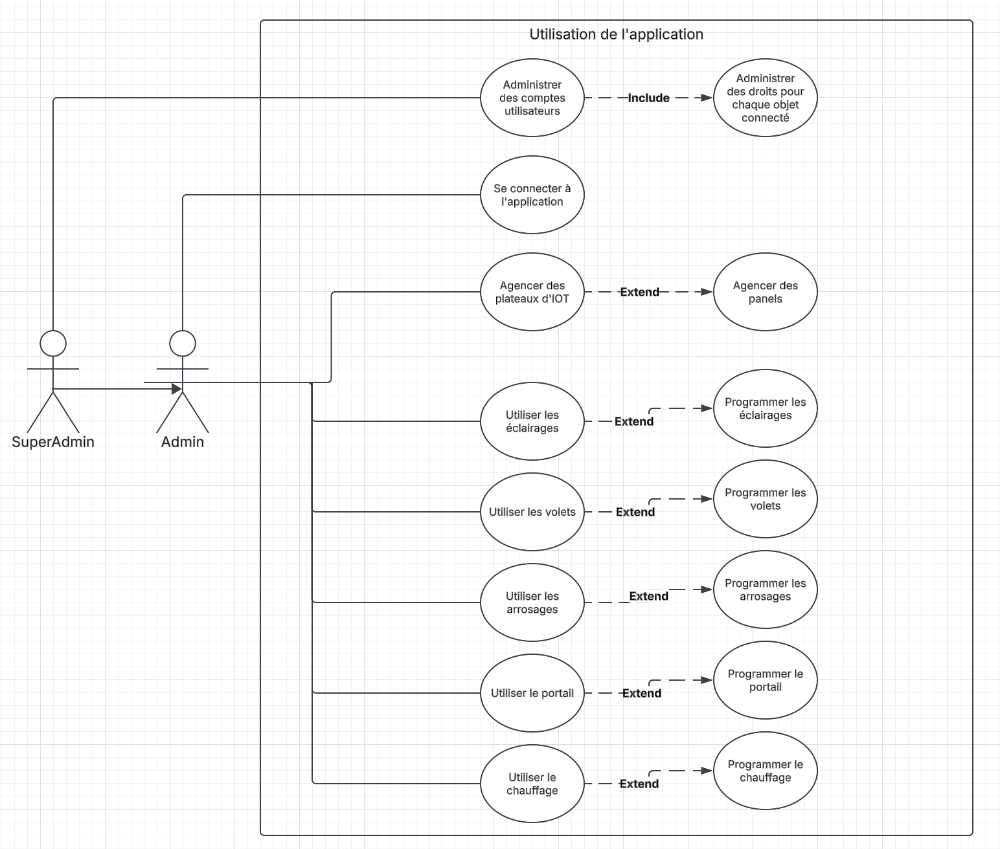 Utilisation de l'application
Administrer
des comptes
utilisateurs
Include
Administrer
des droits pour
chaque objet
connecté
Se connecter à
l'application
Agencer des
plateaux d'IOT
Extend
Agencer des
panels
SuperAdmin
Admin
Utiliser les
éclairages
Extend
Programmer les
éclairages
Utiliser les volets
Extend
Programmer les
volets
Utiliser les
arrosages
Extend
Programmer les
arrosages
Utiliser le portail
Extend
Programmer le
portail
Utiliser le
chauffage
Extend
Programmer le
chauffage